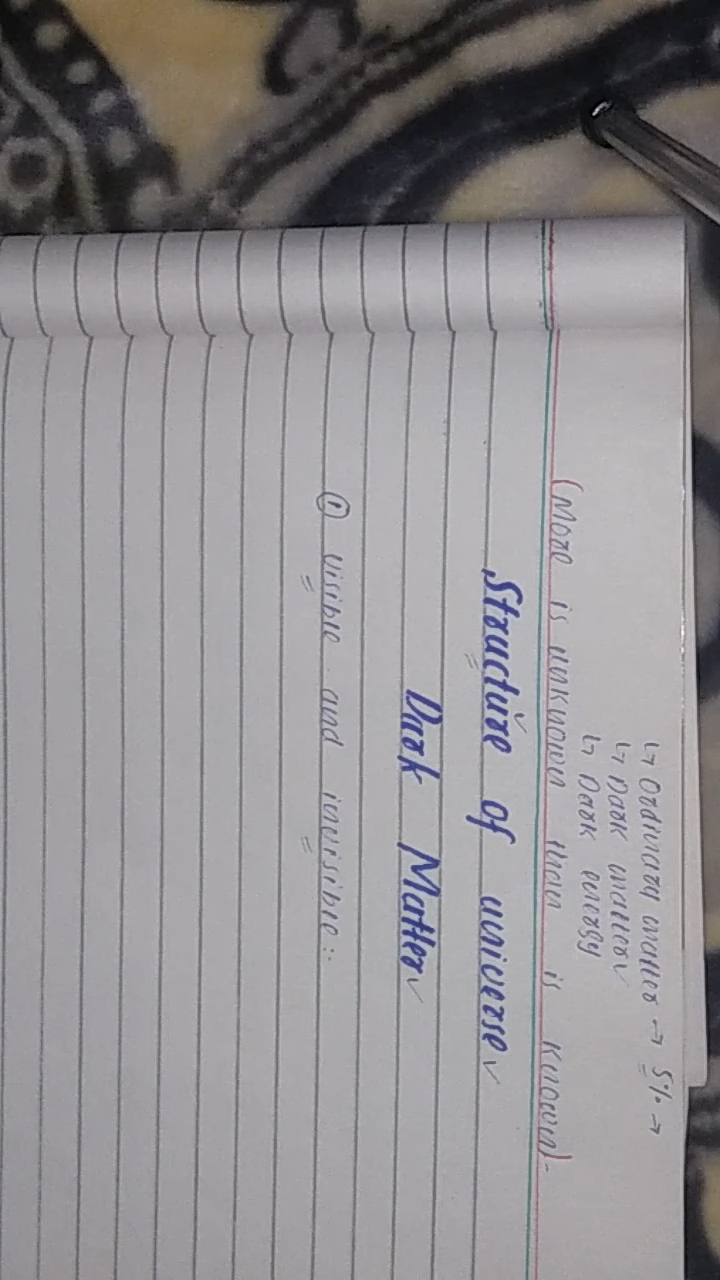 ↳ Ordinary matter → 5% →
↳ Dark matter ✓
↳ Dark energy
(More is unknown than is known)-
Structure of universe ✓
Dark Matter ✓
① visible and invisible:-